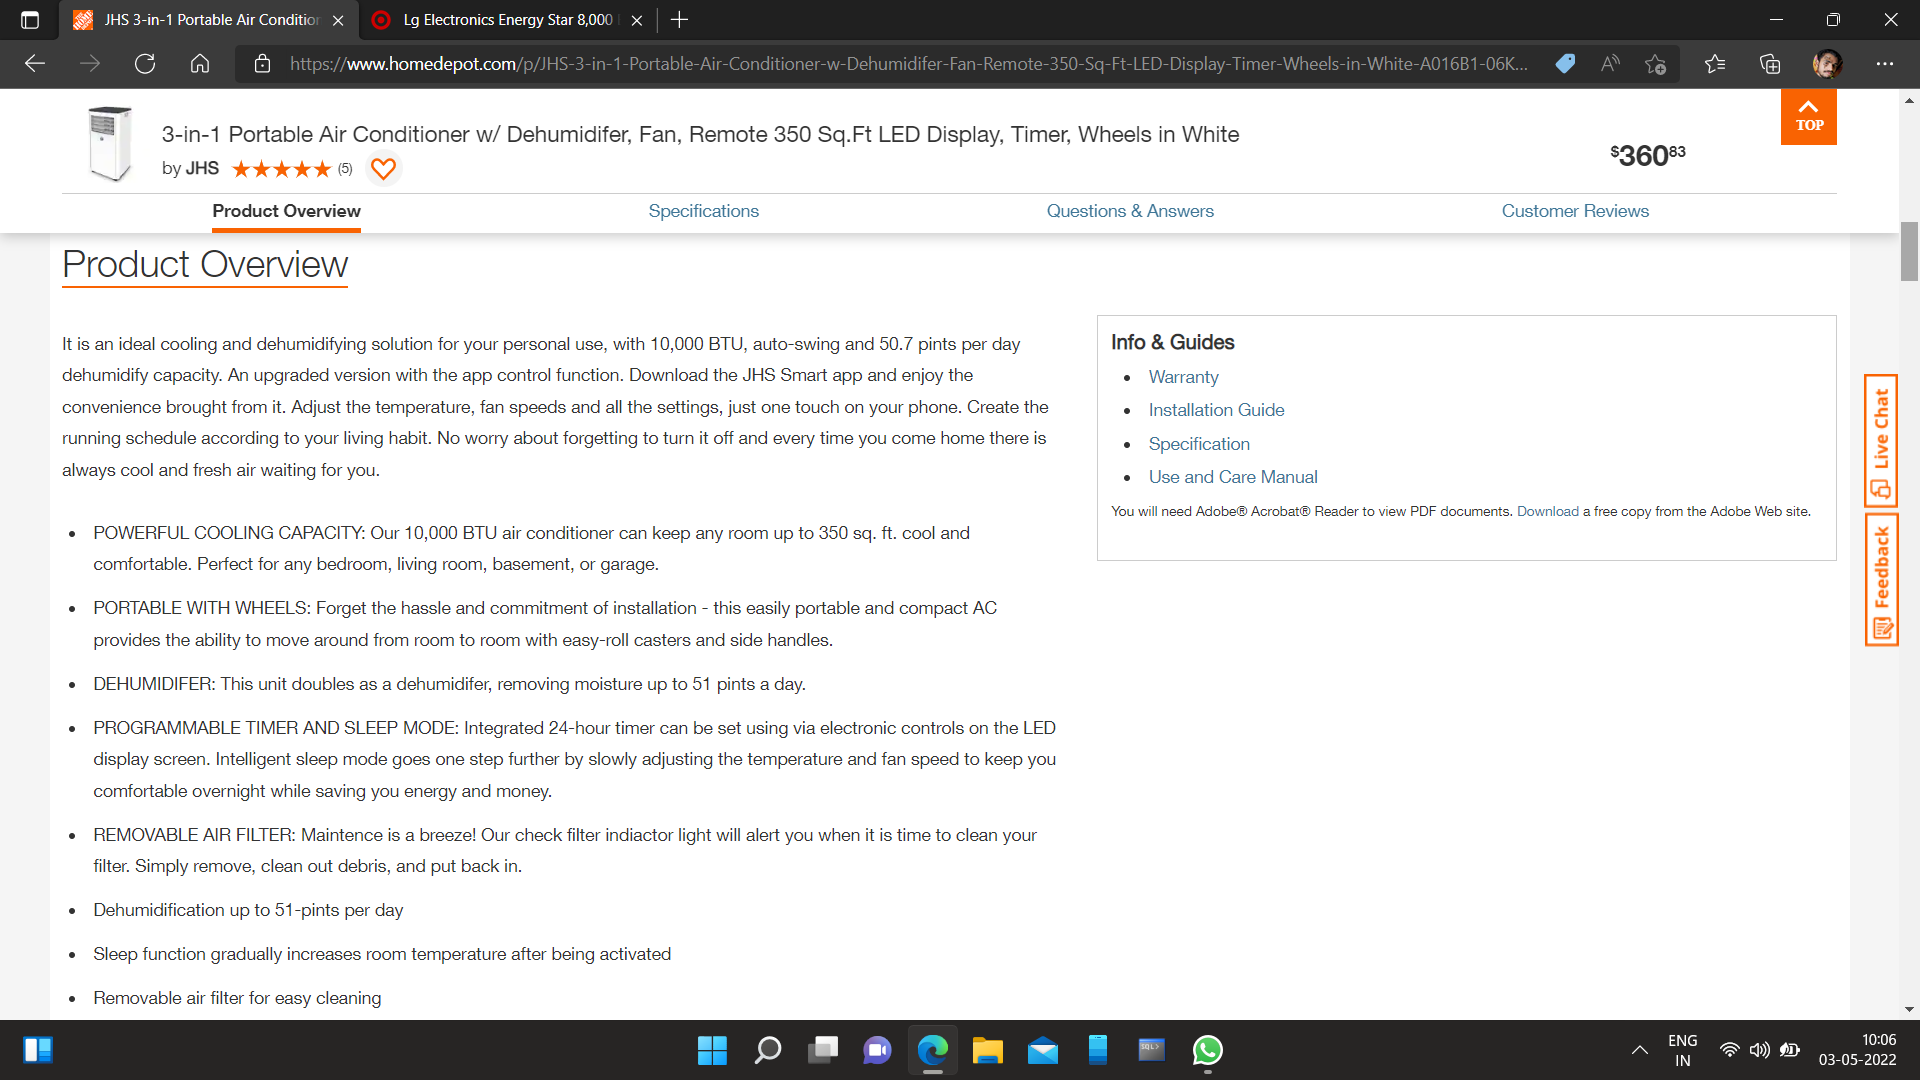 JHS 3-in-1 Portable Air Conditior
Lg Electronics Energy Star 8,000
https://www.homedepot.com/p/JHS-3-in-1-Portable-Air-Conditioner-w-Dehumidifer-Fan-Remote-350-Sq-Ft-LED-Display-Timer-Wheels-in-White-A016B1-06K...
3-in-1 Portable Air Conditioner w/ Dehumidifer, Fan, Remote 350 Sq.Ft LED Display, Timer, Wheels in White
by JHS (5)
$360 83
TOP
Product Overview Specifications Questions & Answers Customer Reviews
Product Overview
It is an ideal cooling and dehumidifying solution for your personal use, with 10,000 BTU, auto-swing and 50.7 pints per day
dehumidify capacity. An upgraded version with the app control function. Download the JHS Smart app and enjoy the
convenience brought from it. Adjust the temperature, fan speeds and all the settings, just one touch on your phone. Create the
running schedule according to your living habit. No worry about forgetting to turn it off and every time you come home there is
always cool and fresh air waiting for you.
• POWERFUL COOLING CAPACITY: Our 10,000 BTU air conditioner can keep any room up to 350 sq. ft. cool and
comfortable. Perfect for any bedroom, living room, basement, or garage.
• PORTABLE WITH WHEELS: Forget the hassle and commitment of installation - this easily portable and compact AC
provides the ability to move around from room to room with easy-roll casters and side handles.
• DEHUMIDIFER: This unit doubles as a dehumidifer, removing moisture up to 51 pints a day.
• PROGRAMMABLE TIMER AND SLEEP MODE: Integrated 24-hour timer can be set using via electronic controls on the LED
display screen. Intelligent sleep mode goes one step further by slowly adjusting the temperature and fan speed to keep you
comfortable overnight while saving you energy and money.
• REMOVABLE AIR FILTER: Maintence is a breeze! Our check filter indiactor light will alert you when it is time to clean your
filter. Simply remove, clean out debris, and put back in.
• Dehumidification up to 51-pints per day
• Sleep function gradually increases room temperature after being activated
• Removable air filter for easy cleaning
Info & Guides
• Warranty
• Installation Guide
• Specification
• Use and Care Manual
You will need Adobe® Acrobat® Reader to view PDF documents. Download a free copy from the Adobe Web site.
Live Chat
Feedback
SQL>
ENG
IN
10:06
03-05-2022